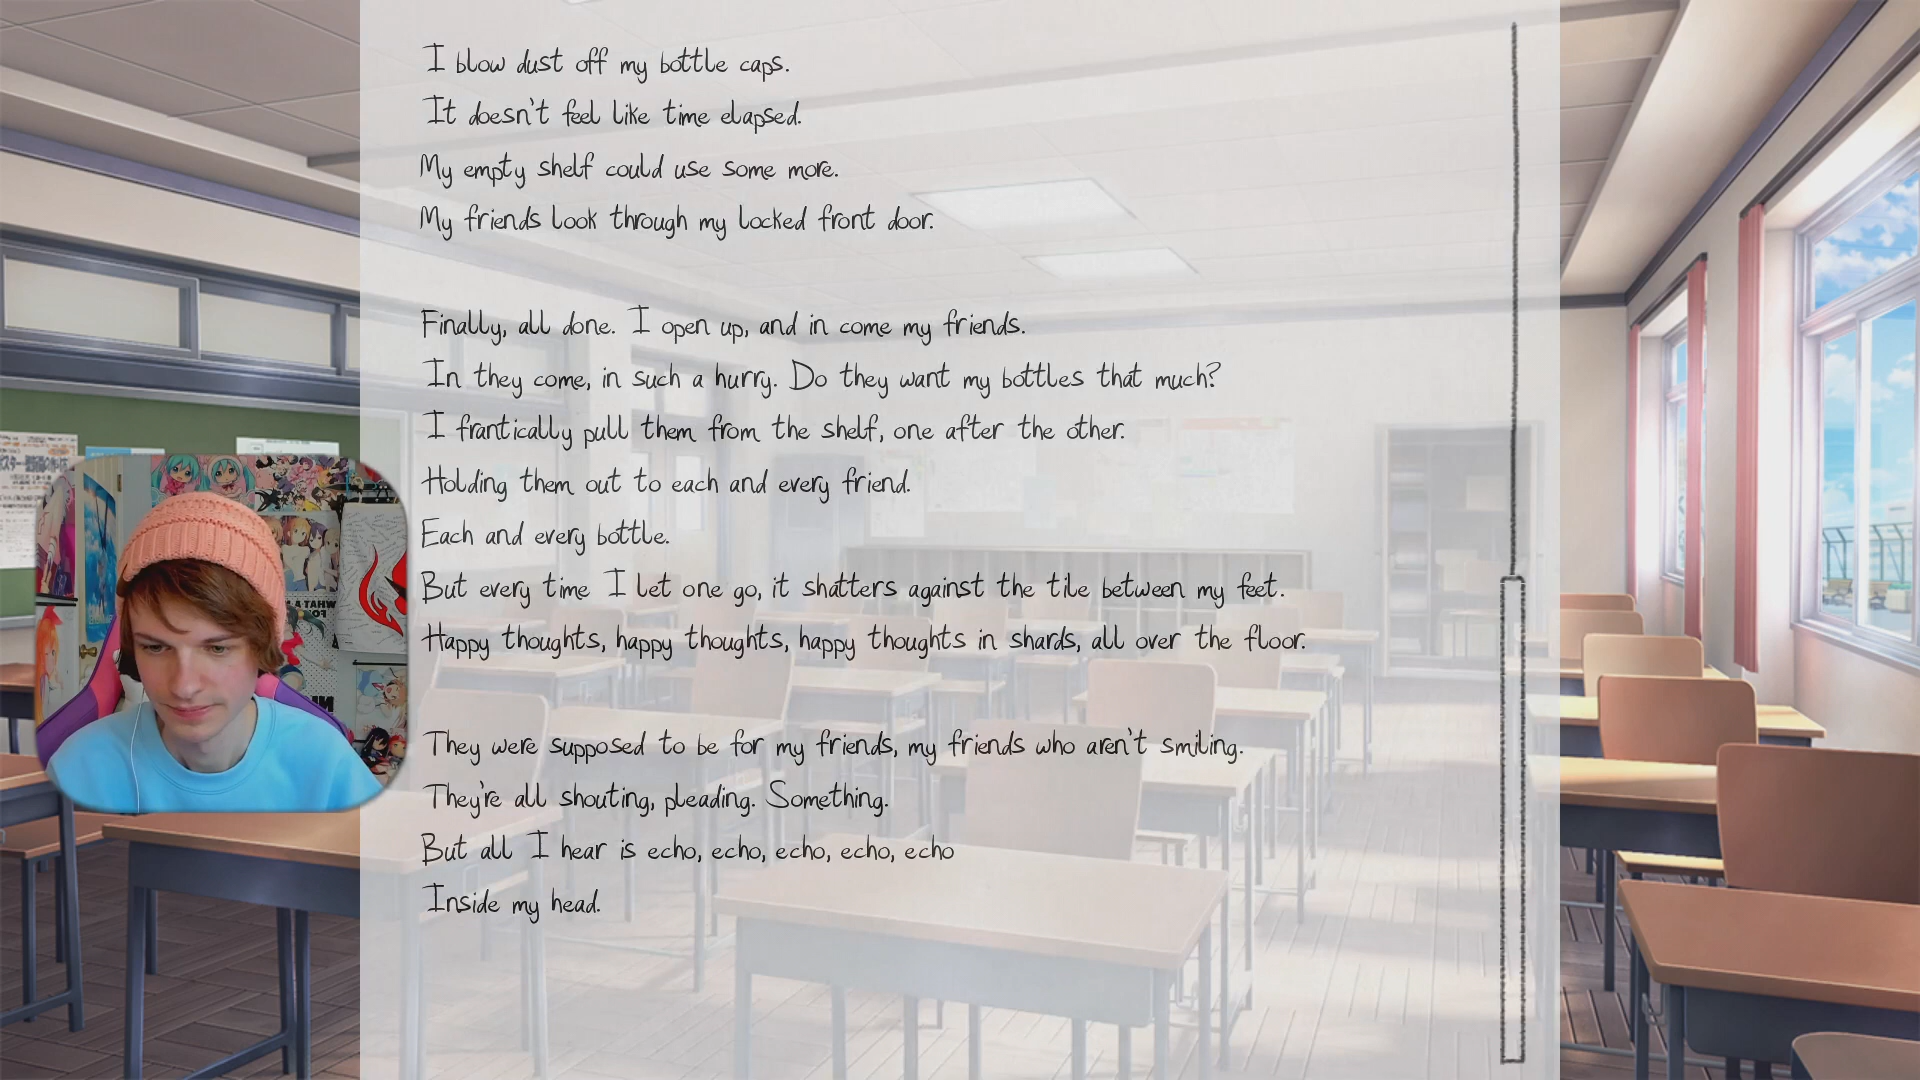 I blow dust off my bottle caps.
It doesn't feel like time elapsed.
My empty shelf could use some more.
My friends look through my locked front door.
Finally, all done. I open up, and in come my friends.
In they come, in such a hurry. Do they want my bottles that much?
I frantically pull them from the shelf, one after the other.
Holding them out to each and every friend.
Each and every bottle.
But every time I let one go, it shatters against the tile between my feet.
Happy thoughts, happy thoughts, happy thoughts in shards, all over the floor.
They were supposed to be for my friends, my friends who aren't smiling.
They're all shouting, pleading. Something.
But all I hear is echo, echo, echo, echo, echo
Inside my head.